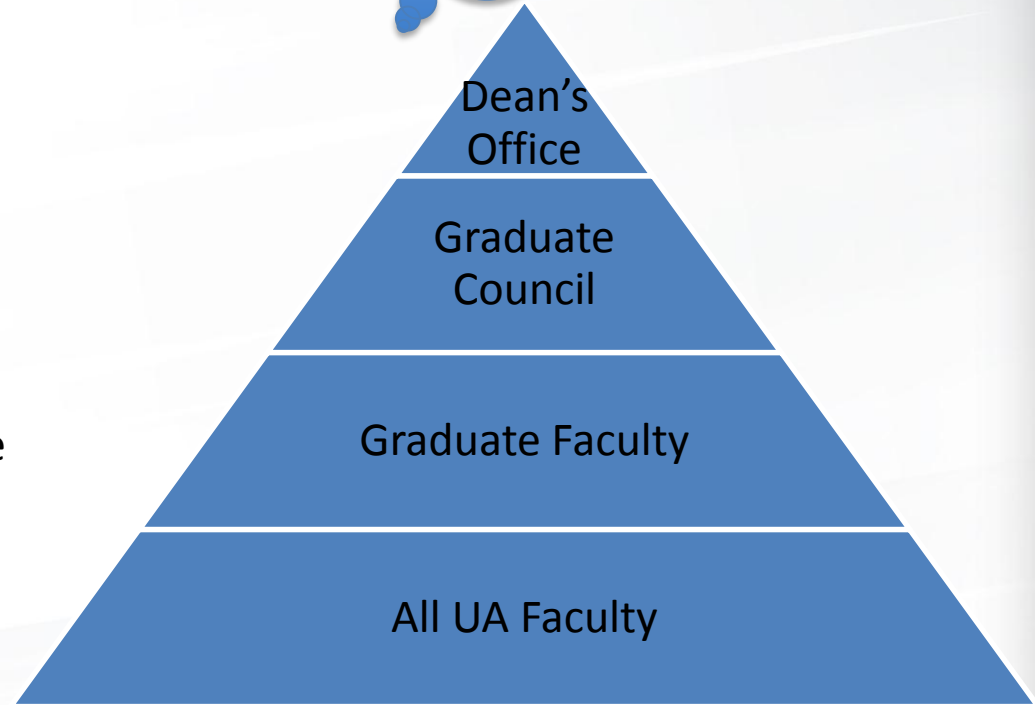 Dean’s
Office
Graduate
Council
e
Graduate Faculty
All UA Faculty